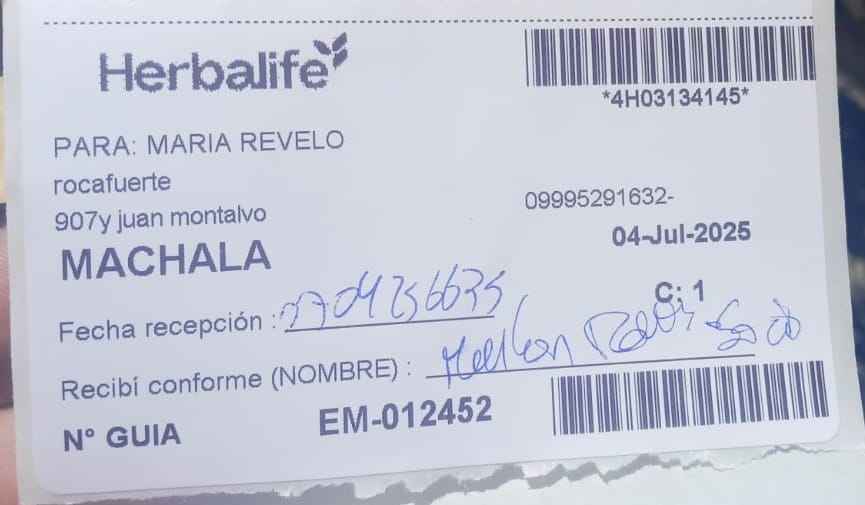 Herbalife
*4H03134145*
PARA: MARIA REVELO
rocafuerte
907y juan montalvo
09995291632-
MACHALA
04-Jul-2025
C: 1
Fecha recepción :
Recibí conforme (NOMBRE) :
Nº GUIA
EM-012452